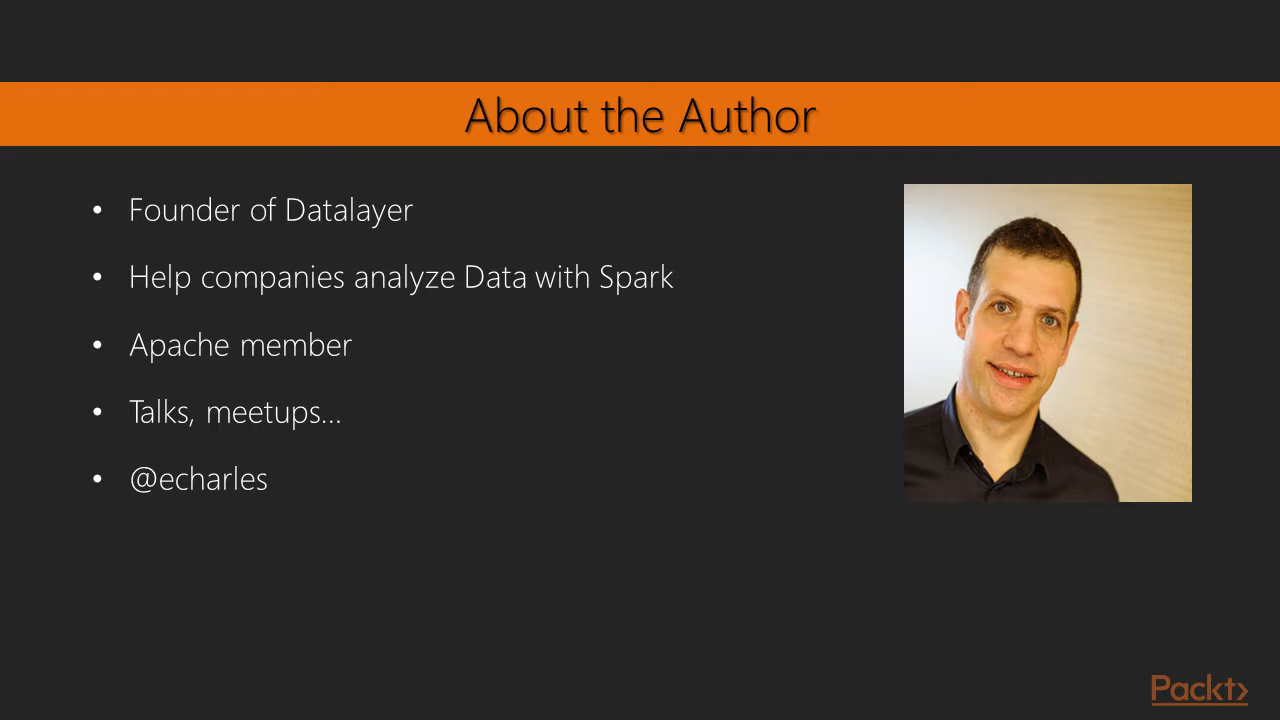 About the Author
• Founder of Datalayer
• Help companies analyze Data with Spark
• Apache member
• Talks, meetups...
• @echarles
Packt›